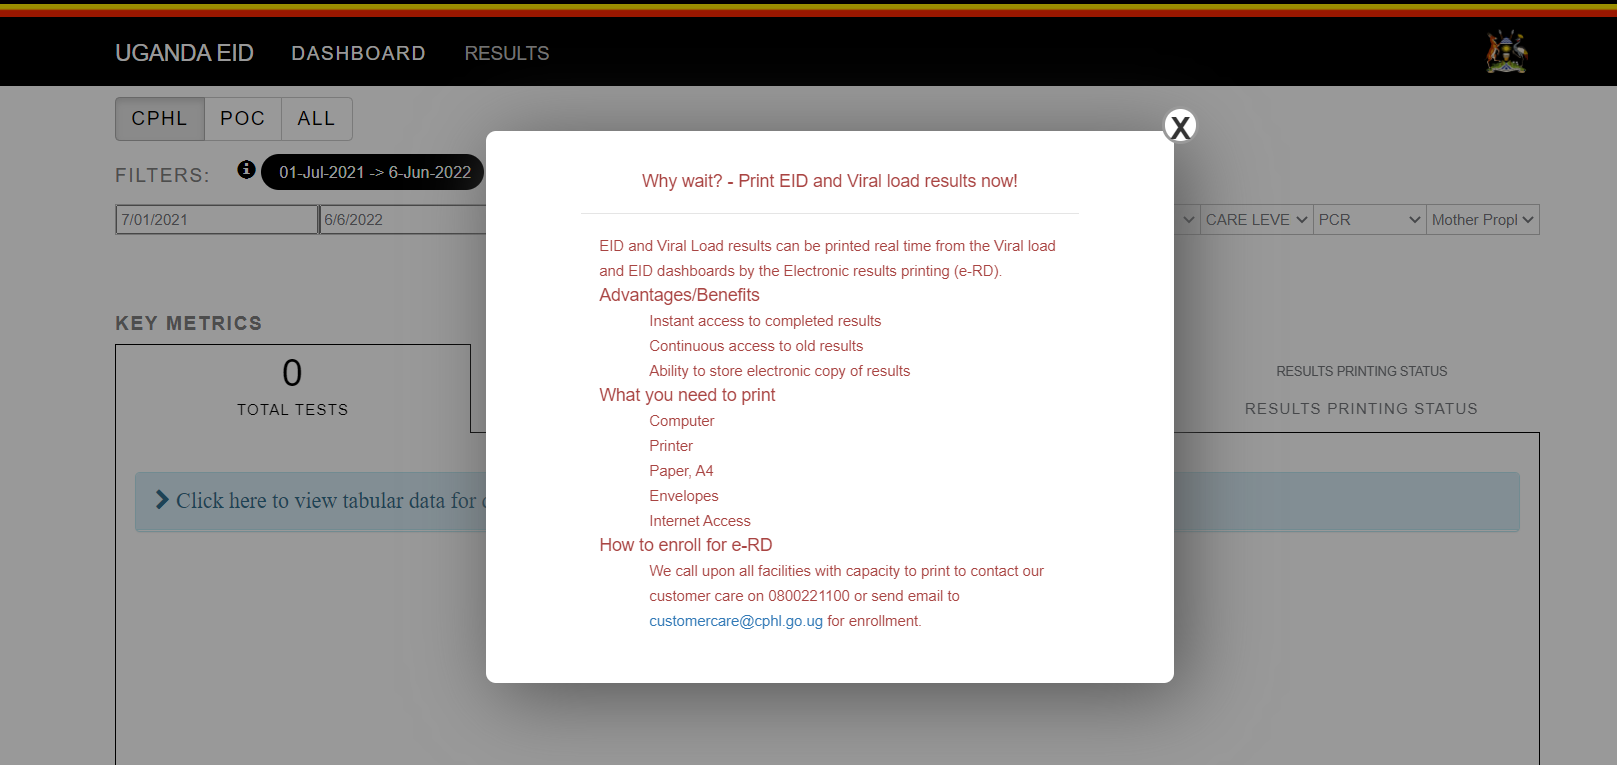 UGANDA EID DASHBOARD RESULTS
CPHL POC ALL
FILTERS: 01-Jul-2021 -> 6-Jun-2022
7/01/2021 6/6/2022 CARE LEVE PCR Mother Propl
KEY METRICS
0
TOTAL TESTS
RESULTS PRINTING STATUS
RESULTS PRINTING STATUS
Click here to view tabular data for
X
Why wait? - Print EID and Viral load results now!
EID and Viral Load results can be printed real time from the Viral load
and EID dashboards by the Electronic results printing (e-RD).
Advantages/Benefits
Instant access to completed results
Continuous access to old results
Ability to store electronic copy of results
What you need to print
Computer
Printer
Paper, A4
Envelopes
Internet Access
How to enroll for e-RD
We call upon all facilities with capacity to print to contact our
customer care on 0800221100 or send email to
customercare@cphl.go.ug for enrollment.